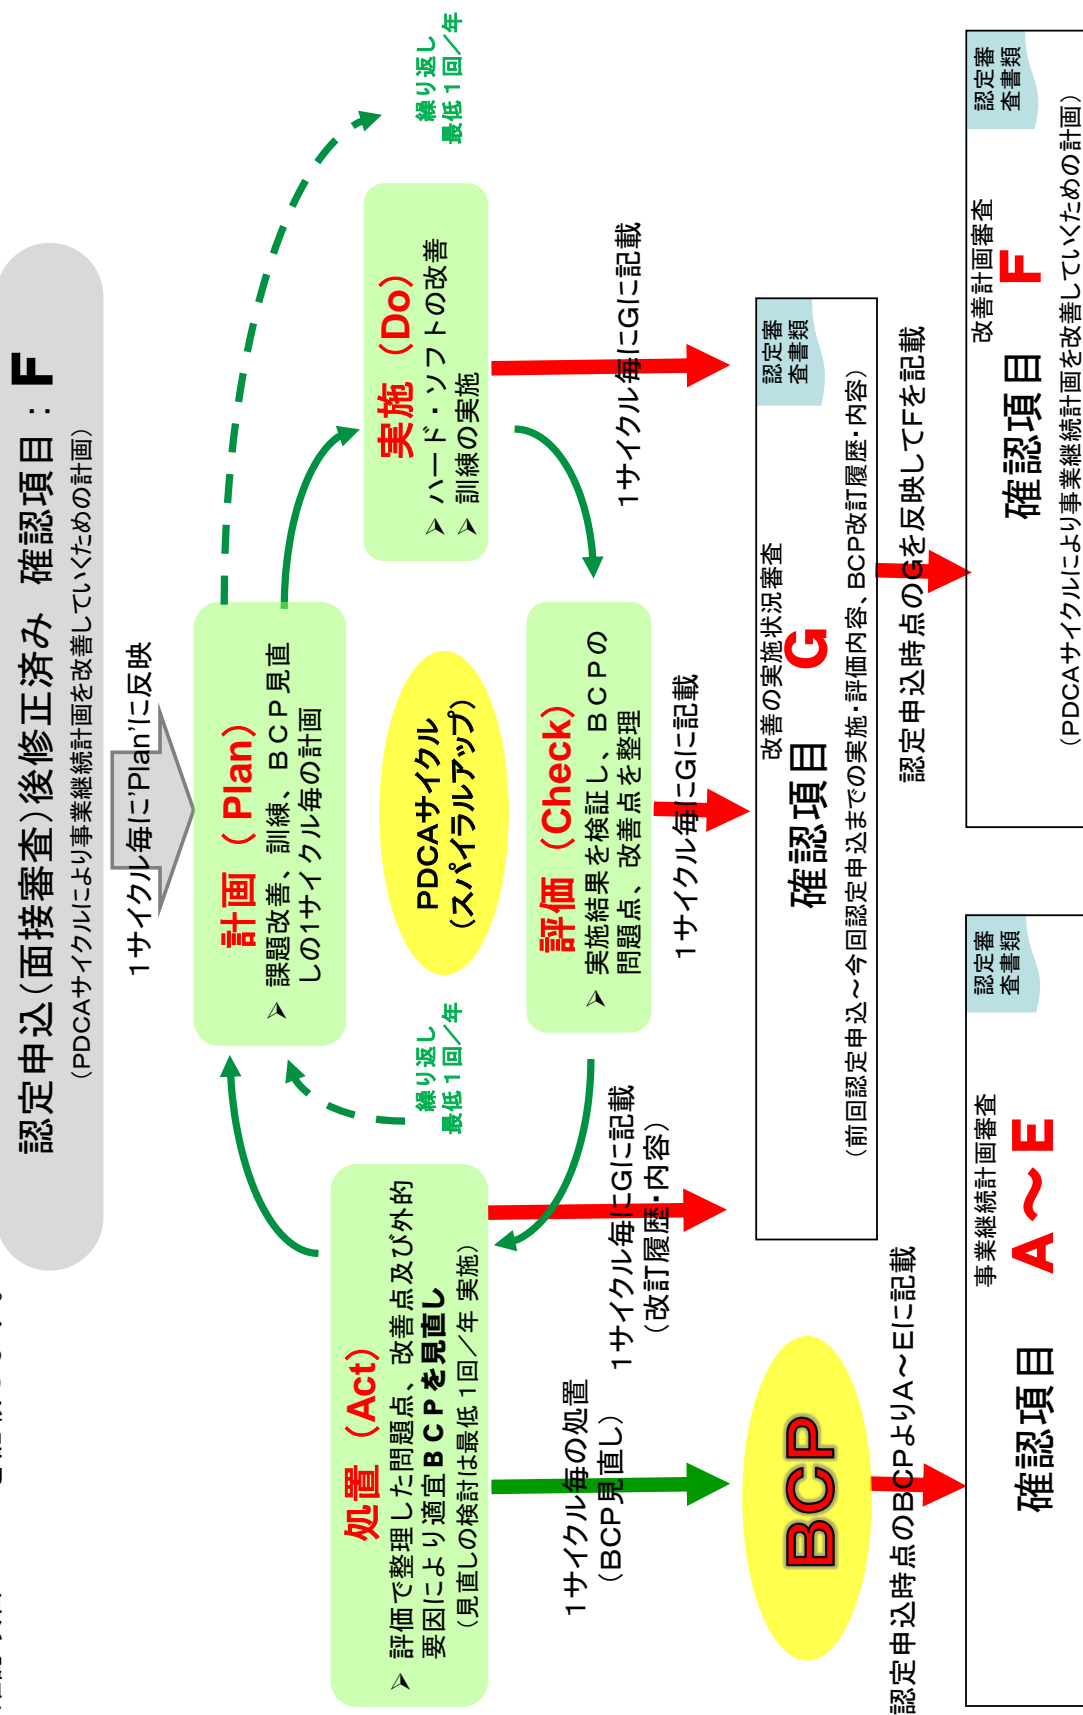 認定申込（面接審査）後修正済み 確認項目：F
（PDCAサイクルにより事業継続計画を改善していくための計画）
1サイクル毎に'Plan'に反映
計画（Plan）
➢ 課題改善、訓練、ＢＣＰ見直
しの1サイクル毎の計画
繰り返し
最低１回／年
実施（Do）
➢ ハード・ソフトの改善
➢ 訓練の実施
PDCAサイクル
（スパイラルアップ）
繰り返し
最低１回／年
処置（Act）
➢ 評価で整理した問題点、改善点及び外的
要因により適宜ＢＣＰを見直し
（見直しの検討は最低１回／年 実施）
評価（Check）
➢ 実施結果を検証し、ＢＣＰの
問題点、改善点を整理
1サイクル毎の処置
（BCP見直し）
1サイクル毎にGに記載
（改訂履歴・内容）
1サイクル毎にGに記載
1サイクル毎にGに記載
BCP
改善の実施状況審査
確認項目 G
認定審
査書類
（前回認定申込～今回認定申込までの実施・評価内容、BCP改訂履歴・内容）
認定申込時点のBCPよりA～Eに記載
認定申込時点のGを反映してFを記載
事業継続計画審査
確認項目 A～E
認定審
査書類
改善計画審査
確認項目 F
認定審
査書類
（PDCAサイクルにより事業継続計画を改善していくための計画）